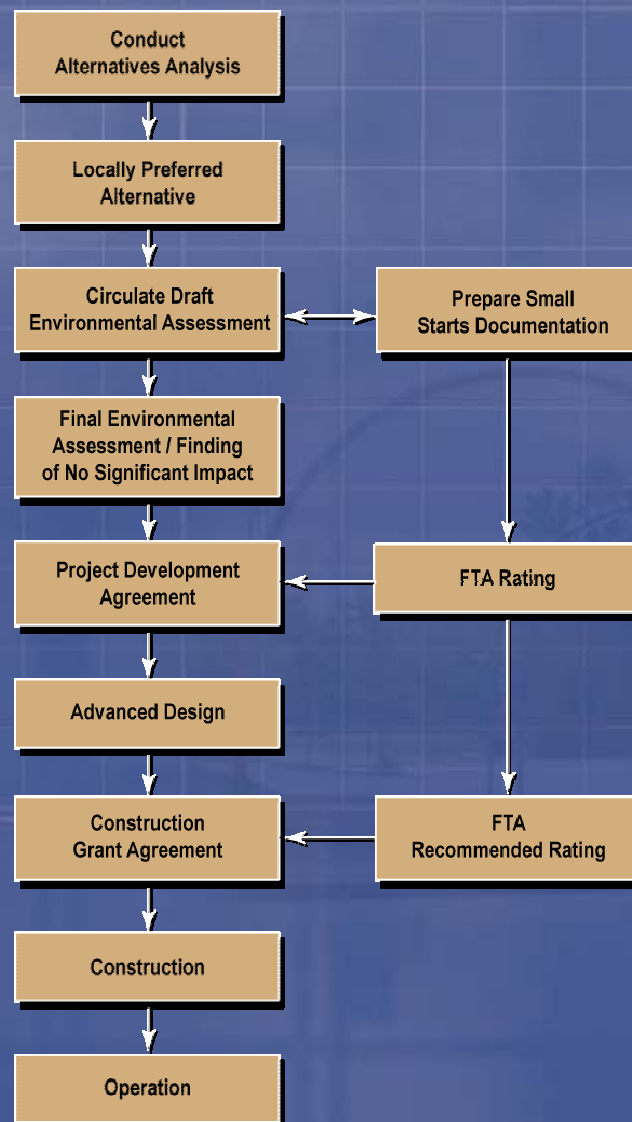 Conduct
Alternatives Analysis
Locally Preferred
Alternative
Circulate Draft
Environmental Assessment
Prepare Small
Starts Documentation
Final Environmental
Assessment / Finding
of No Significant Impact
Project Development
Agreement
FTA Rating
Advanced Design
Construction
Grant Agreement
FTA
Recommended Rating
Construction
Operation